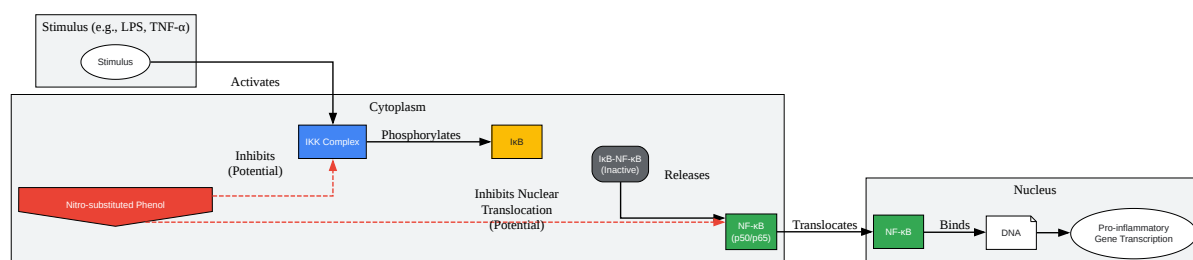 Stimulus (e.g., LPS, TNF-α)
Stimulus
Activates
Cytoplasm
IKK Complex
Phosphorylates
IκB
Inhibits
(Potential)
IκB-NF-κB
(Inactive)
Releases
Nitro-substituted Phenol
Inhibits Nuclear
Translocation
(Potential)
NF-κB
(p50/p65)
Translocates
Nucleus
NF-κB
Binds
DNA
Pro-inflammatory
Gene Transcription